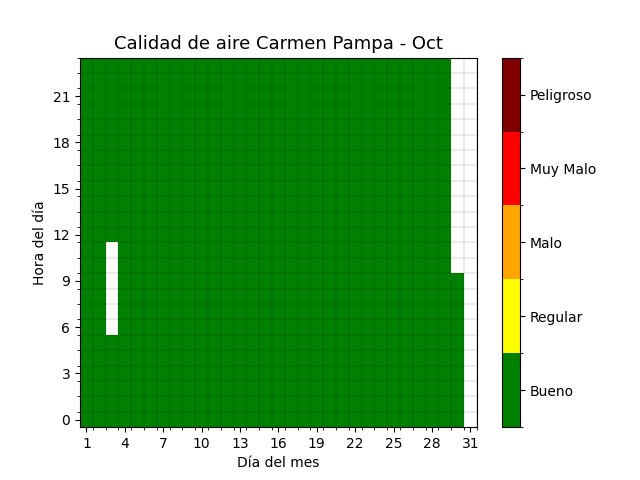 Calidad de aire Carmen Pampa - Oct
21
18
15
12
9
6
3
0
Hora del día
1 4 7 10 13 16 19 22 25 28 31
Día del mes
Peligroso
Muy Malo
Malo
Regular
Bueno